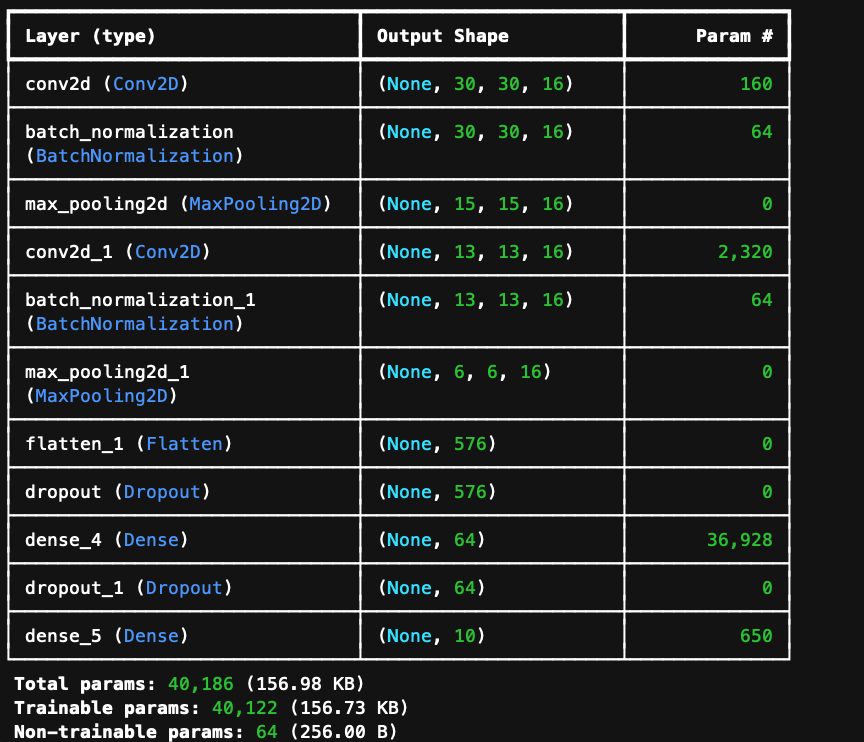 Layer (type) Output Shape Param #
conv2d (Conv2D) (None, 30, 30, 16) 160
batch_normalization (None, 30, 30, 16) 64
(BatchNormalization)
max_pooling2d (MaxPooling2D) (None, 15, 15, 16) 0
conv2d_1 (Conv2D) (None, 13, 13, 16) 2,320
batch_normalization_1 (None, 13, 13, 16) 64
(BatchNormalization)
max_pooling2d_1 (None, 6, 6, 16) 0
(MaxPooling2D)
flatten_1 (Flatten) (None, 576) 0
dropout (Dropout) (None, 576) 0
dense_4 (Dense) (None, 64) 36,928
dropout_1 (Dropout) (None, 64) 0
dense_5 (Dense) (None, 10) 650
Total params: 40,186 (156.98 KB)
Trainable params: 40,122 (156.73 KB)
Non-trainable params: 64 (256.00 B)